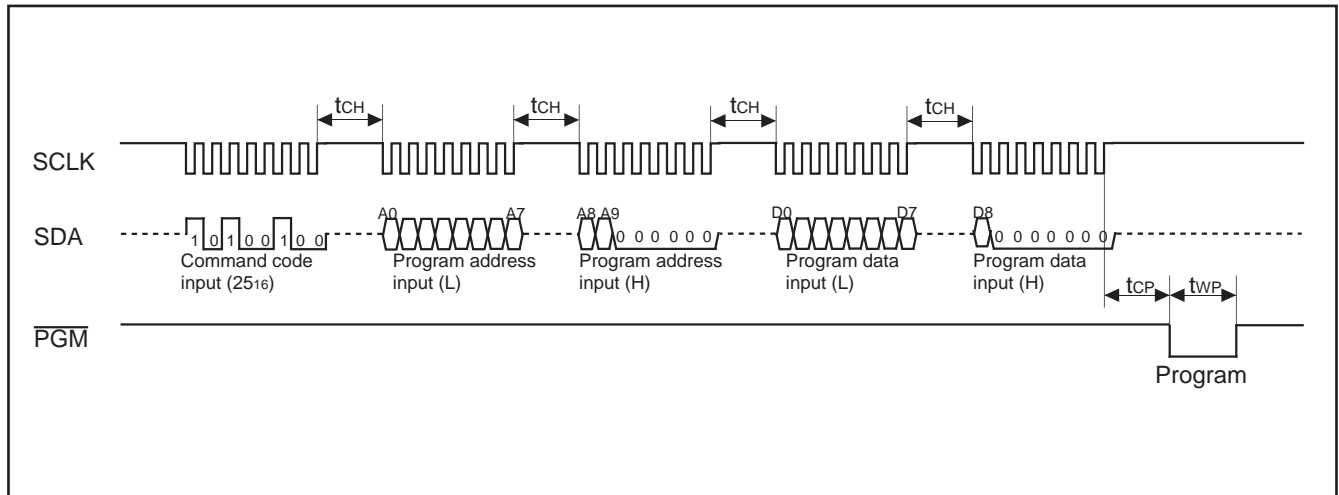 tCH tCH tCH tCH
SCLK
A0 A7 A8 A9 D0 D7 D8
SDA
1 0 1 0 0 1 0 0 0 0 0 0 0 0 0 0 0 0 0 0 0
Command code input (2516)
Program address input (L)
Program address input (H)
Program data input (L)
Program data input (H)
tCP tWP
PGM
Program